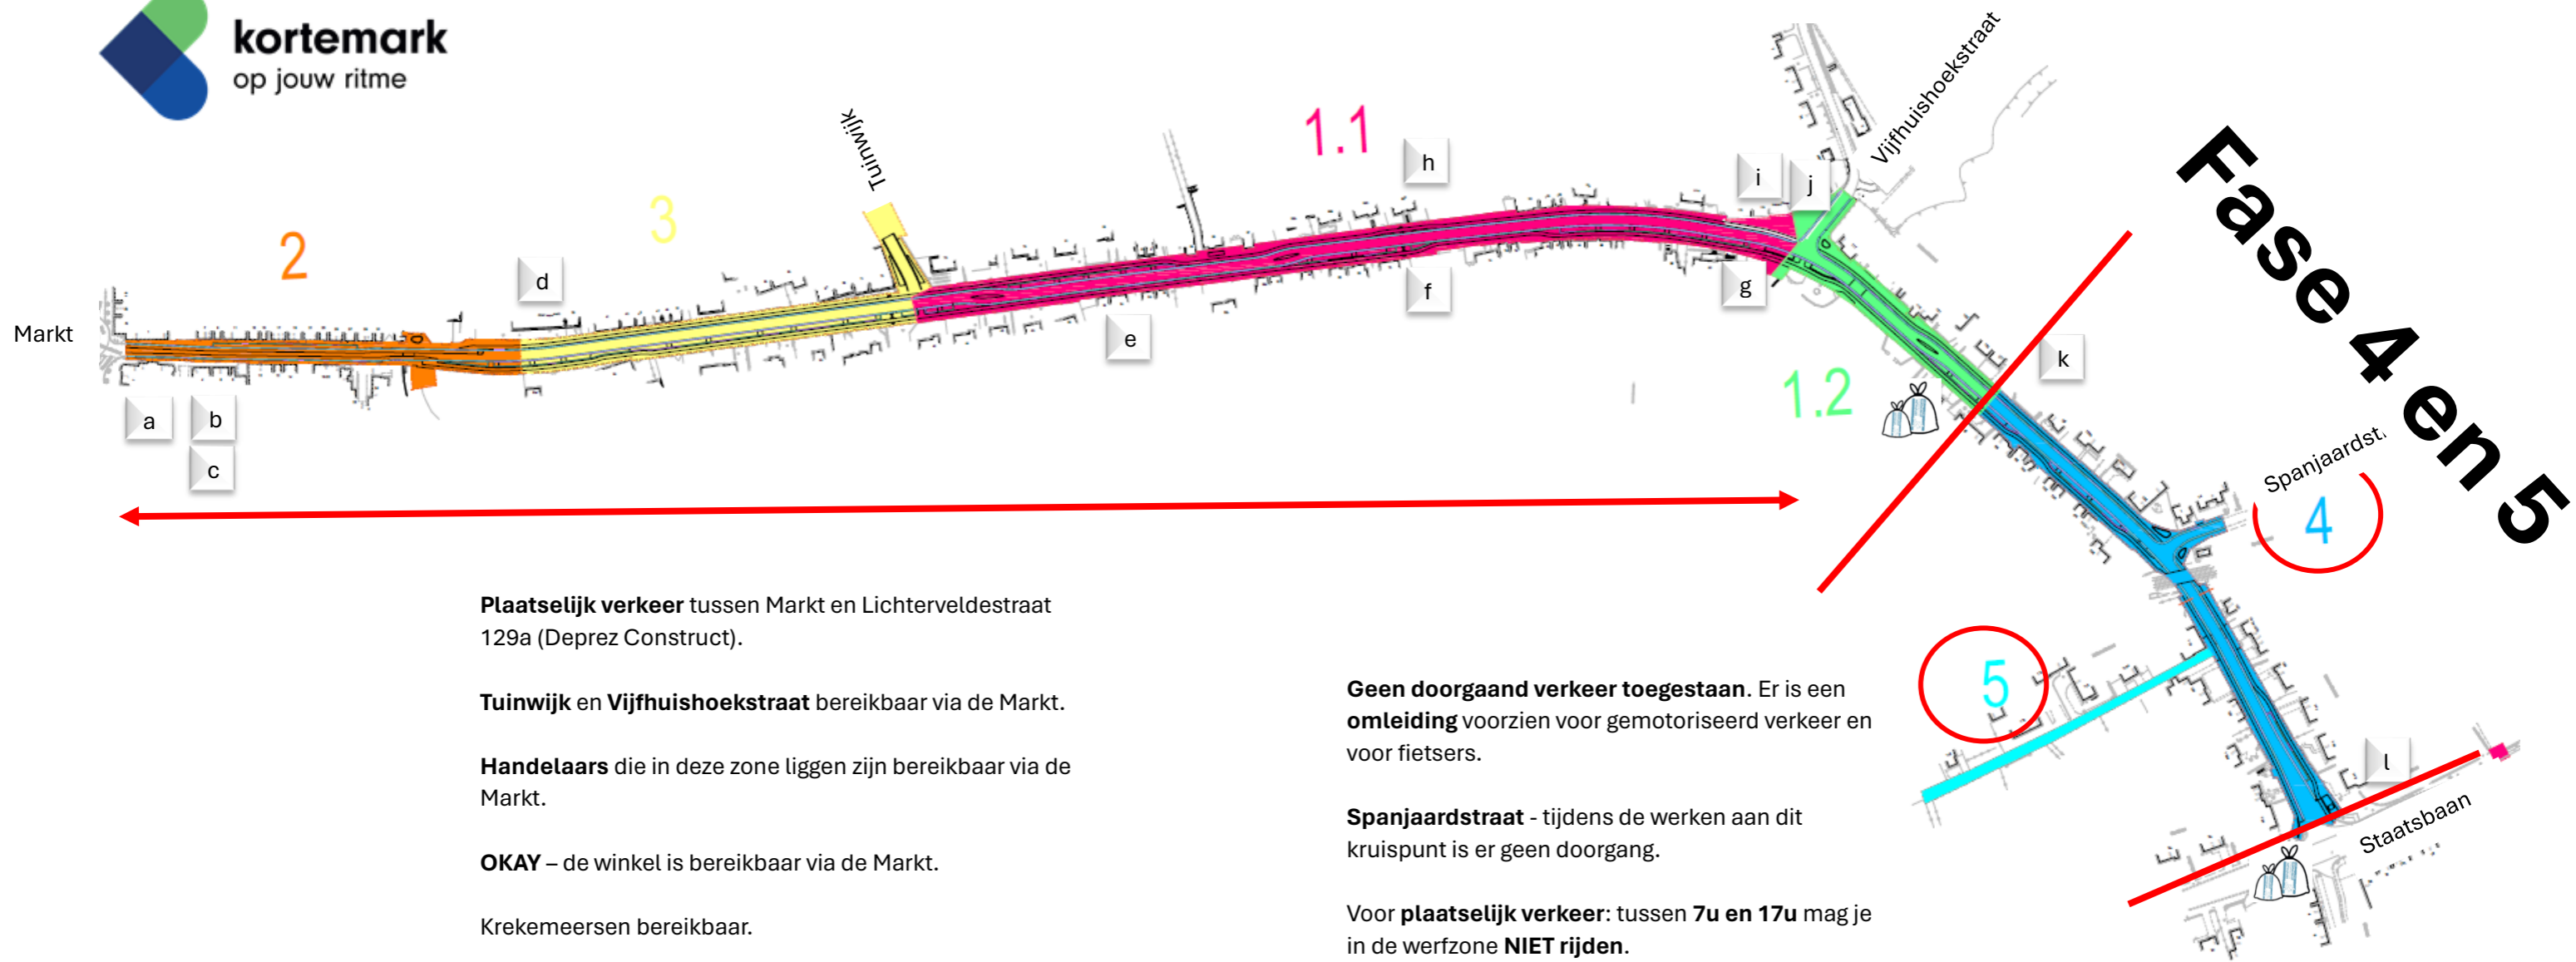 kortemark
op jouw ritme
Markt
2
3
Tuinwijk
1.1
Vijfhuishoekstraat
Fase 4 en 5
a
b
c
d
e
f
g
h
i
j
k
l
1.2
Spanjaardst.
4
5
Staatsbaan
Plaatselijk verkeer tussen Markt en Lichterveldestraat
129a (Deprez Construct).
Tuinwijk en Vijfhuishoekstraat bereikbaar via de Markt.
Handelaars die in deze zone liggen zijn bereikbaar via de
Markt.
OKAY – de winkel is bereikbaar via de Markt.
Krekemeersen bereikbaar.
Geen doorgaand verkeer toegestaan. Er is een
omleiding voorzien voor gemotoriseerd verkeer en
voor fietsers.
Spanjaardstraat - tijdens de werken aan dit
kruispunt is er geen doorgang.
Voor plaatselijk verkeer: tussen 7u en 17u mag je
in de werfzone NIET rijden.